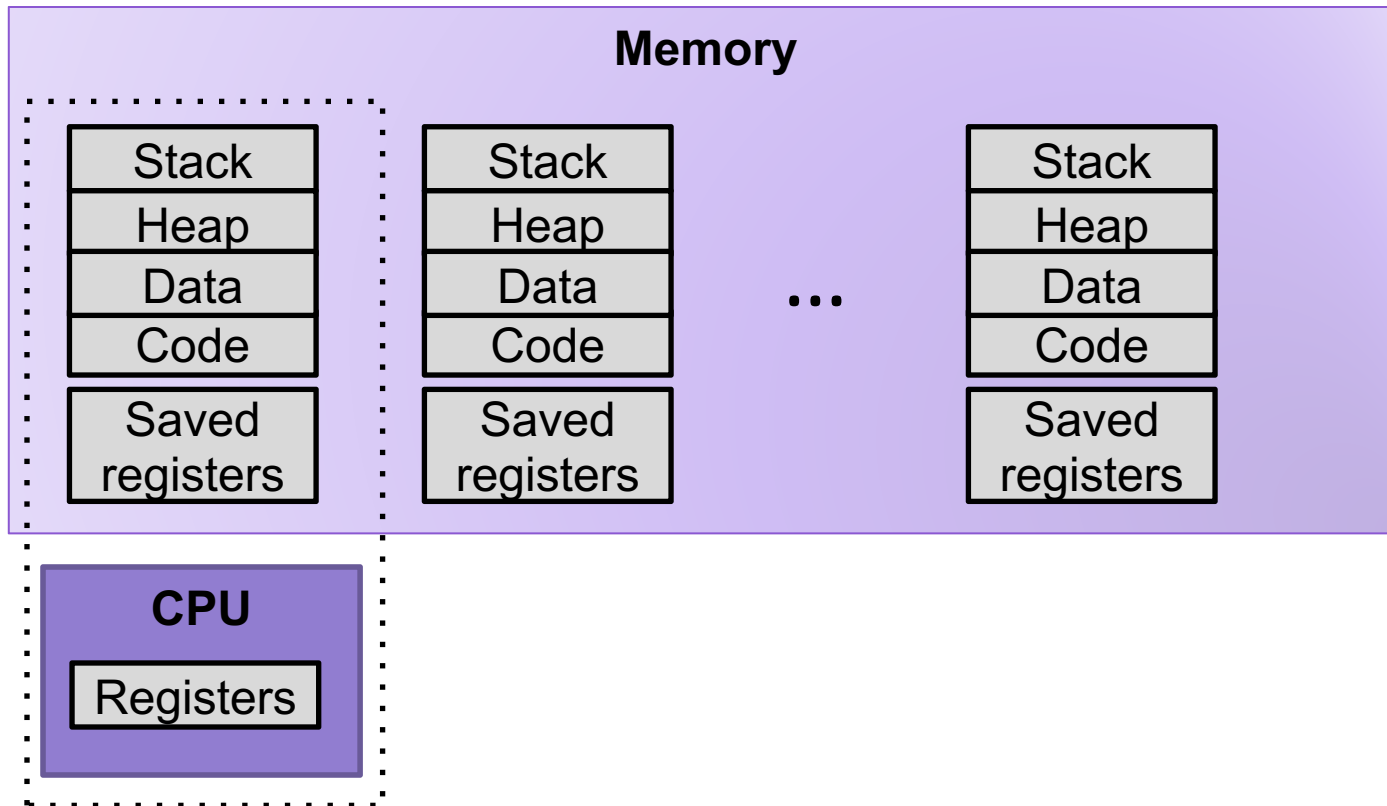 Memory
Stack
Heap
Data
Code
Saved
registers
Stack
Heap
Data
Code
Saved
registers
...
Stack
Heap
Data
Code
Saved
registers
CPU
Registers